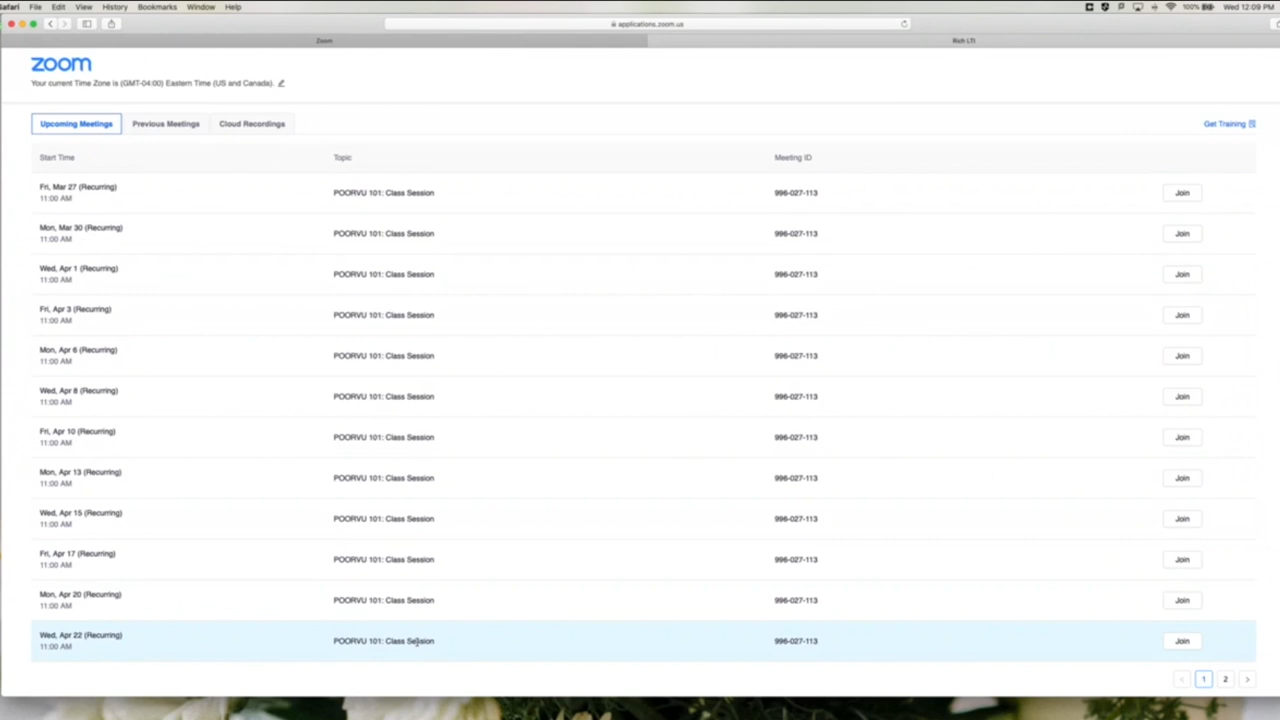 Safari File Edit View History Bookmarks Window Help 100% Wed 12:09 PM
applications.zoom.us
Zoom Rich LTI
zoom
Your current Time Zone is (GMT-04:00) Eastern Time (US and Canada).
Upcoming Meetings Previous Meetings Cloud Recordings Get Training
Start Time Topic Meeting ID
Fri, Mar 27 (Recurring)
11:00 AM
POORVU 101: Class Session 996-027-113 Join
Mon, Mar 30 (Recurring)
11:00 AM
POORVU 101: Class Session 996-027-113 Join
Wed, Apr 1 (Recurring)
11:00 AM
POORVU 101: Class Session 996-027-113 Join
Fri, Apr 3 (Recurring)
11:00 AM
POORVU 101: Class Session 996-027-113 Join
Mon, Apr 6 (Recurring)
11:00 AM
POORVU 101: Class Session 996-027-113 Join
Wed, Apr 8 (Recurring)
11:00 AM
POORVU 101: Class Session 996-027-113 Join
Fri, Apr 10 (Recurring)
11:00 AM
POORVU 101: Class Session 996-027-113 Join
Mon, Apr 13 (Recurring)
11:00 AM
POORVU 101: Class Session 996-027-113 Join
Wed, Apr 15 (Recurring)
11:00 AM
POORVU 101: Class Session 996-027-113 Join
Fri, Apr 17 (Recurring)
11:00 AM
POORVU 101: Class Session 996-027-113 Join
Mon, Apr 20 (Recurring)
11:00 AM
POORVU 101: Class Session 996-027-113 Join
Wed, Apr 22 (Recurring)
11:00 AM
POORVU 101: Class Session 996-027-113 Join
< 1 2 >